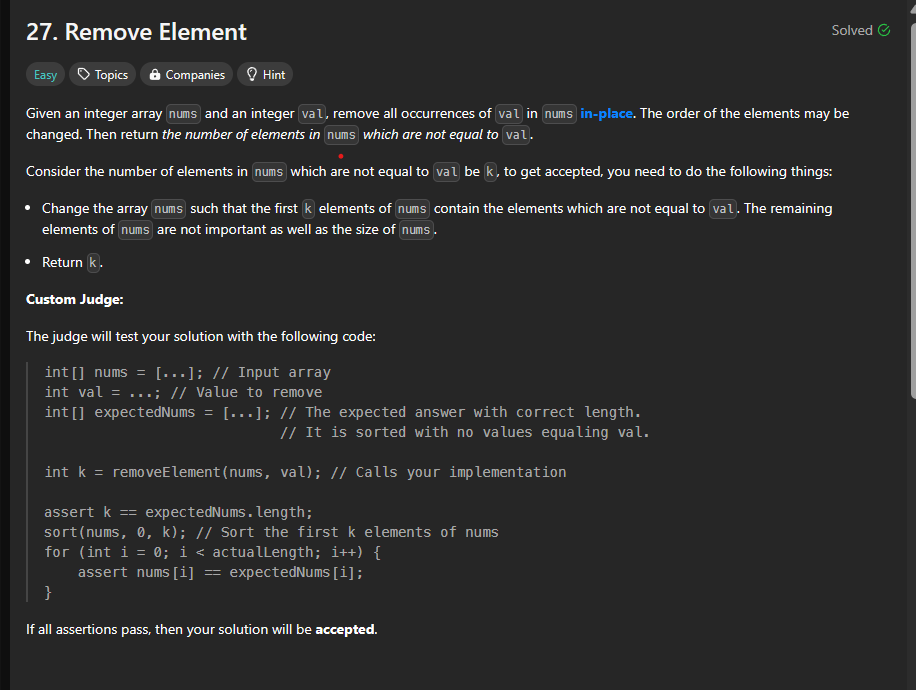 27. Remove Element
Solved
Easy
Topics
Companies
Hint
Given an integer array nums and an integer val, remove all occurrences of val in nums in-place. The order of the elements may be
changed. Then return the number of elements in nums which are not equal to val.
Consider the number of elements in nums which are not equal to val be k, to get accepted, you need to do the following things:
• Change the array nums such that the first k elements of nums contain the elements which are not equal to val. The remaining
elements of nums are not important as well as the size of nums.
• Return k.
Custom Judge:
The judge will test your solution with the following code:
int[] nums = [...]; // Input array
int val = ...; // Value to remove
int[] expectedNums = [...]; // The expected answer with correct length.
// It is sorted with no values equaling val.
int k = removeElement(nums, val); // Calls your implementation
assert k == expectedNums.length;
sort(nums, 0, k); // Sort the first k elements of nums
for (int i = 0; i < actualLength; i++) {
assert nums[i] == expectedNums[i];
}
If all assertions pass, then your solution will be accepted.